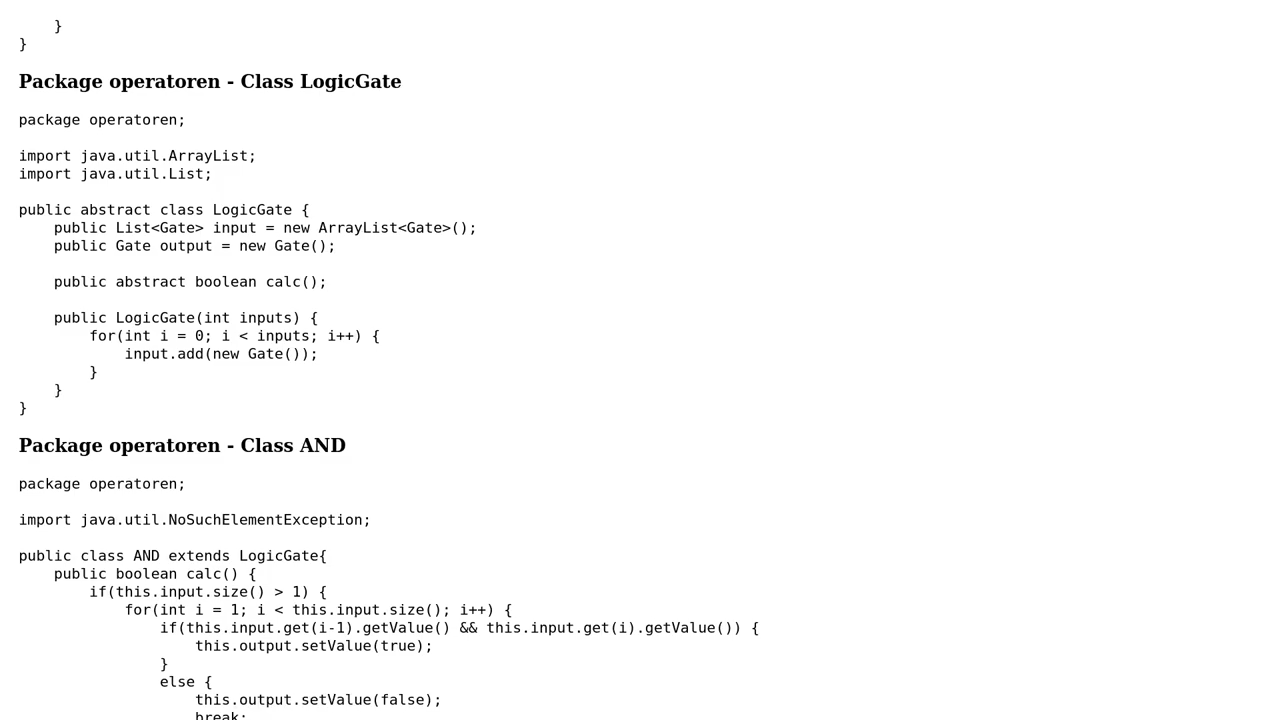 }
}
Package operatoren - Class LogicGate
package operatoren;

import java.util.ArrayList;
import java.util.List;

public abstract class LogicGate {
    public List<Gate> input = new ArrayList<Gate>();
    public Gate output = new Gate();

    public abstract boolean calc();

    public LogicGate(int inputs) {
        for(int i = 0; i < inputs; i++) {
            input.add(new Gate());
        }
    }
}
Package operatoren - Class AND
package operatoren;

import java.util.NoSuchElementException;

public class AND extends LogicGate{
    public boolean calc() {
        if(this.input.size() > 1) {
            for(int i = 1; i < this.input.size(); i++) {
                if(this.input.get(i-1).getValue() && this.input.get(i).getValue()) {
                    this.output.setValue(true);
                }
                else {
                    this.output.setValue(false);
                    break;